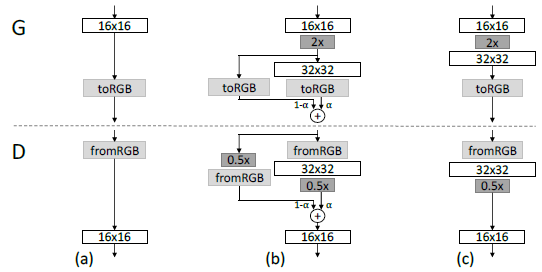 G
16x16
toRGB
16x16
2x
32x32
toRGB
toRGB
1-α
α
+
16x16
2x
32x32
toRGB
D
fromRGB
16x16
(a)
0.5x
fromRGB
fromRGB
32x32
0.5x
1-α
α
+
16x16
(b)
fromRGB
32x32
0.5x
16x16
(c)